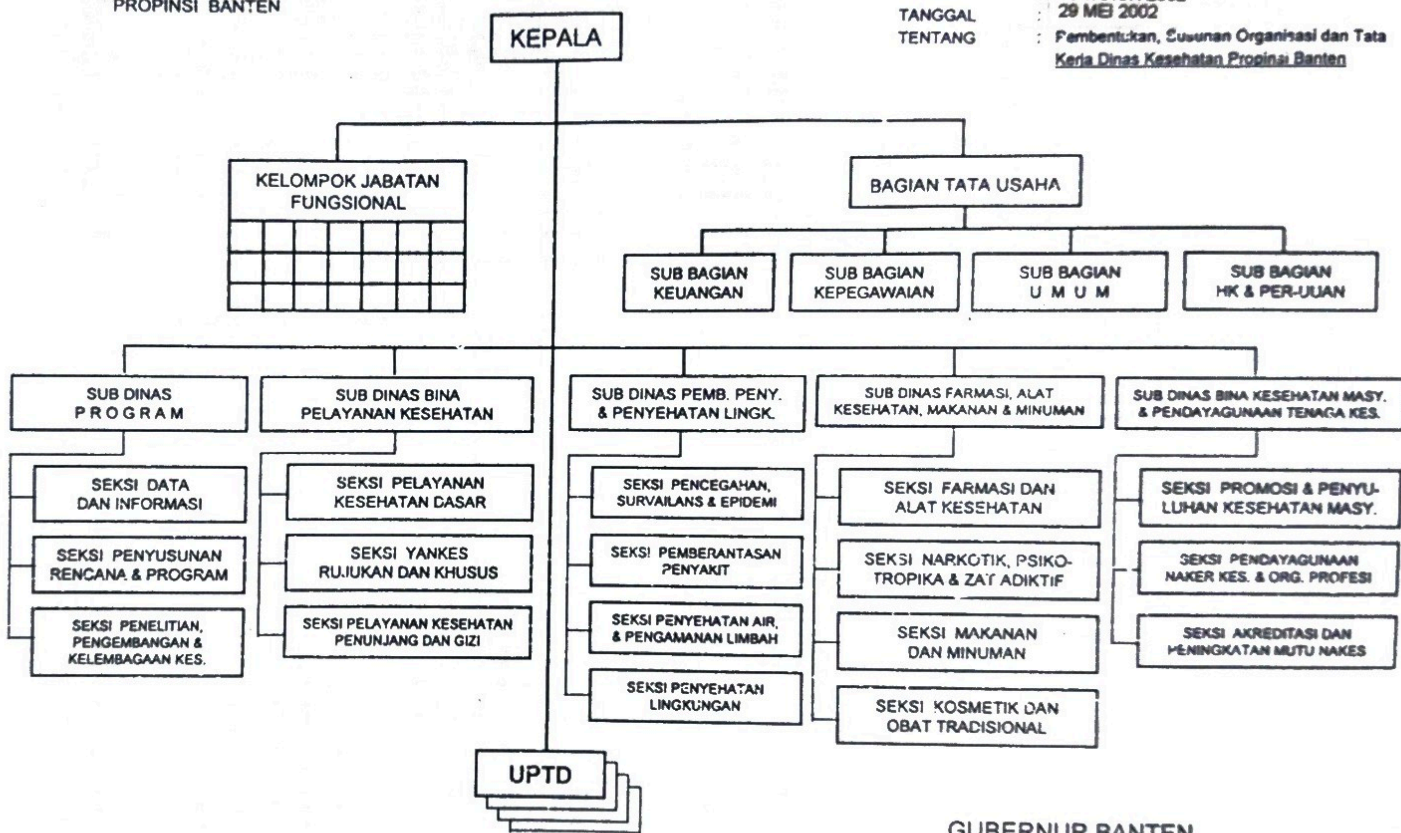 PROPINSI BANTEN
TANGGAL : 29 MEI 2002
TENTANG : Pembentukan, Susunan Organisasi dan Tata
Kerja Dinas Kesehatan Propinsi Banten
KEPALA
KELOMPOK JABATAN
FUNGSIONAL
BAGIAN TATA USAHA
SUB BAGIAN
KEUANGAN
SUB BAGIAN
KEPEGAWAIAN
SUB BAGIAN
U M U M
SUB BAGIAN
HK & PER-UUAN
SUB DINAS
P R O G R A M
SUB DINAS BINA
PELAYANAN KESEHATAN
SUB DINAS PEMB. PENY.
& PENYEHATAN LINGK.
SUB DINAS FARMASI, ALAT
KESEHATAN, MAKANAN & MINUMAN
SUB DINAS BINA KESEHATAN MASY.
& PENDAYAGUNAAN TENAGA KES.
SEKSI DATA
DAN INFORMASI
SEKSI PENYUSUNAN
RENCANA & PROGRAM
SEKSI PENELITIAN,
PENGEMBANGAN &
KELEMBAGAAN KES.
SEKSI PELAYANAN
KESEHATAN DASAR
SEKSI YANKES
RUJUKAN DAN KHUSUS
SEKSI PELAYANAN KESEHATAN
PENUNJANG DAN GIZI
SEKSI PENCEGAHAN,
SURVAILANS & EPIDEMI
SEKSI PEMBERANTASAN
PENYAKIT
SEKSI PENYEHATAN AIR,
& PENGAMANAN LIMBAH
SEKSI PENYEHATAN
LINGKUNGAN
SEKSI FARMASI DAN
ALAT KESEHATAN
SEKSI NARKOTIK, PSIKO-
TROPIKA & ZAT ADIKTIF
SEKSI MAKANAN
DAN MINUMAN
SEKSI KOSMETIK DAN
OBAT TRADISIONAL
SEKSI PROMOSI & PENYU-
LUHAN KESEHATAN MASY.
SEKSI PENDAYAGUNAAN
NAKER KES. & ORG. PROFESI
SEKSI AKREDITASI DAN
PENINGKATAN MUTU NAKES
UPTD
GUBERNUR BANTEN